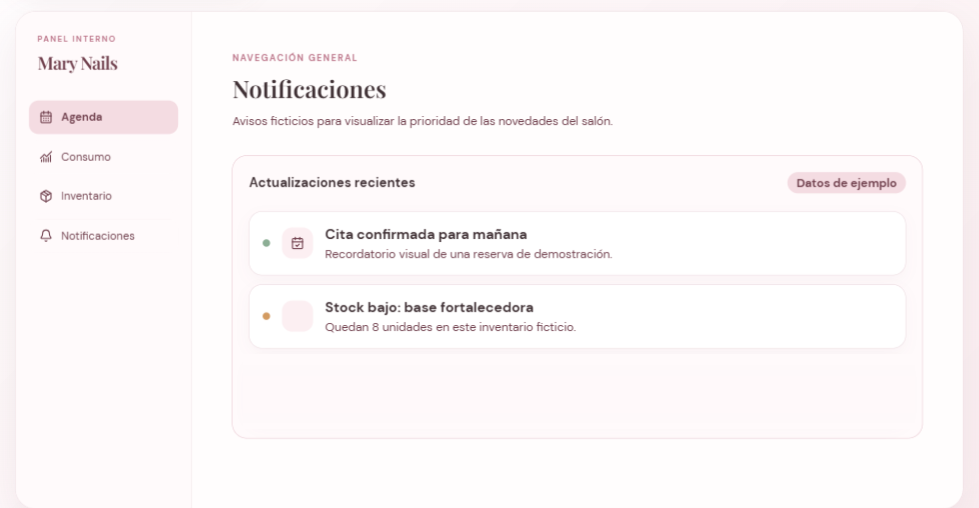 PANEL INTERNO
Mary Nails
Agenda
Consumo
Inventario
Notificaciones
NAVEGACIÓN GENERAL
Notificaciones
Avisos ficticios para visualizar la prioridad de las novedades del salón.
Actualizaciones recientes
Datos de ejemplo
Cita confirmada para mañana
Recordatorio visual de una reserva de demostración.
Stock bajo: base fortalecedora
Quedan 8 unidades en este inventario ficticio.